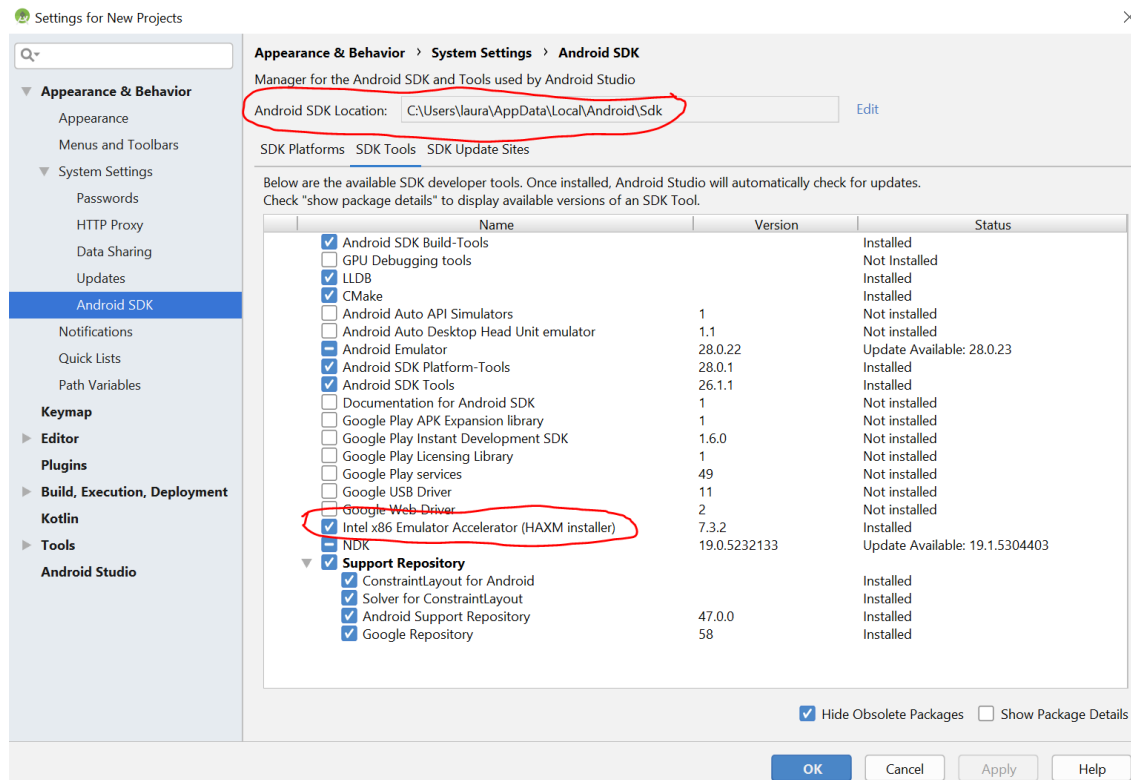 Settings for New Projects
Appearance & Behavior
Appearance
Menus and Toolbars
System Settings
Passwords
HTTP Proxy
Data Sharing
Updates
Android SDK
Notifications
Quick Lists
Path Variables
Keymap
Editor
Plugins
Build, Execution, Deployment
Kotlin
Tools
Android Studio
Appearance & Behavior › System Settings › Android SDK
Manager for the Android SDK and Tools used by Android Studio
Android SDK Location: C:\Users\laura\AppData\Local\Android\Sdk Edit
SDK Platforms SDK Tools SDK Update Sites
Below are the available SDK developer tools. Once installed, Android Studio will automatically check for updates.
Check "show package details" to display available versions of an SDK Tool.
Name Version Status
Android SDK Build-Tools Installed
GPU Debugging tools Not Installed
LLDB Installed
CMake Installed
Android Auto API Simulators 1 Not installed
Android Auto Desktop Head Unit emulator 1.1 Not installed
Android Emulator 28.0.22 Update Available: 28.0.23
Android SDK Platform-Tools 28.0.1 Installed
Android SDK Tools 26.1.1 Installed
Documentation for Android SDK 1 Not installed
Google Play APK Expansion library 1 Not installed
Google Play Instant Development SDK 1.6.0 Not installed
Google Play Licensing Library 1 Not installed
Google Play services 49 Not installed
Google USB Driver 11 Not installed
Google Web Driver 2 Not installed
Intel x86 Emulator Accelerator (HAXM installer) 7.3.2 Installed
NDK 19.0.5232133 Update Available: 19.1.5304403
Support Repository
ConstraintLayout for Android Installed
Solver for ConstraintLayout Installed
Android Support Repository 47.0.0 Installed
Google Repository 58 Installed
Hide Obsolete Packages Show Package Details
OK Cancel Apply Help